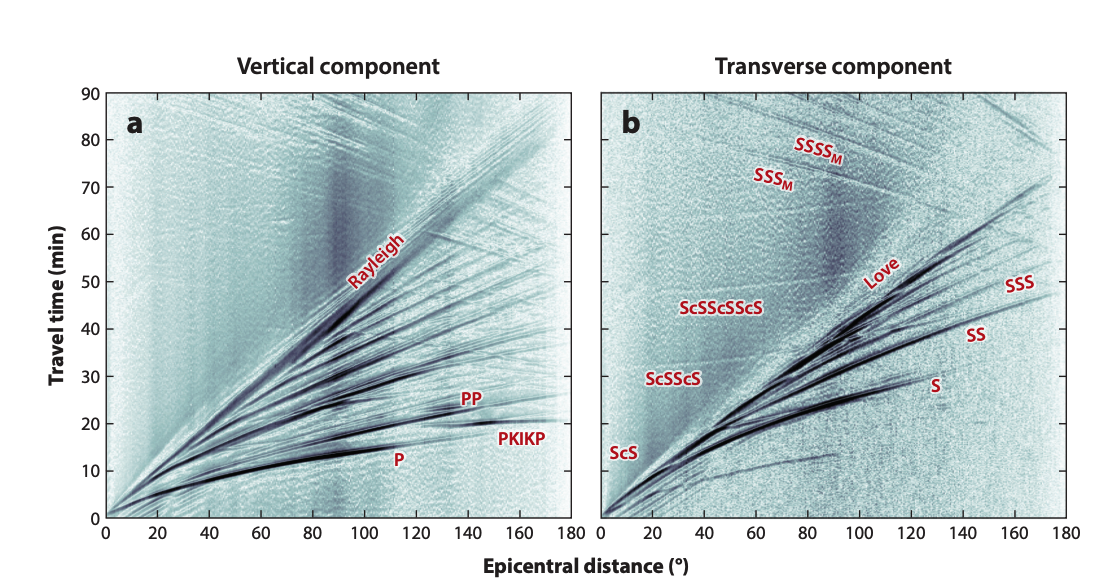 Vertical component
Transverse component
a
b
90
80
70
60
50
40
30
20
10
0
Travel time (min)
Rayleigh
PP
PKIKP
P
SSSS_M
SSS_M
Love
ScSScSScS
SSS
SS
ScSScS
S
ScS
0 20 40 60 80 100 120 140 160 180
0 20 40 60 80 100 120 140 160 180
Epicentral distance (°)